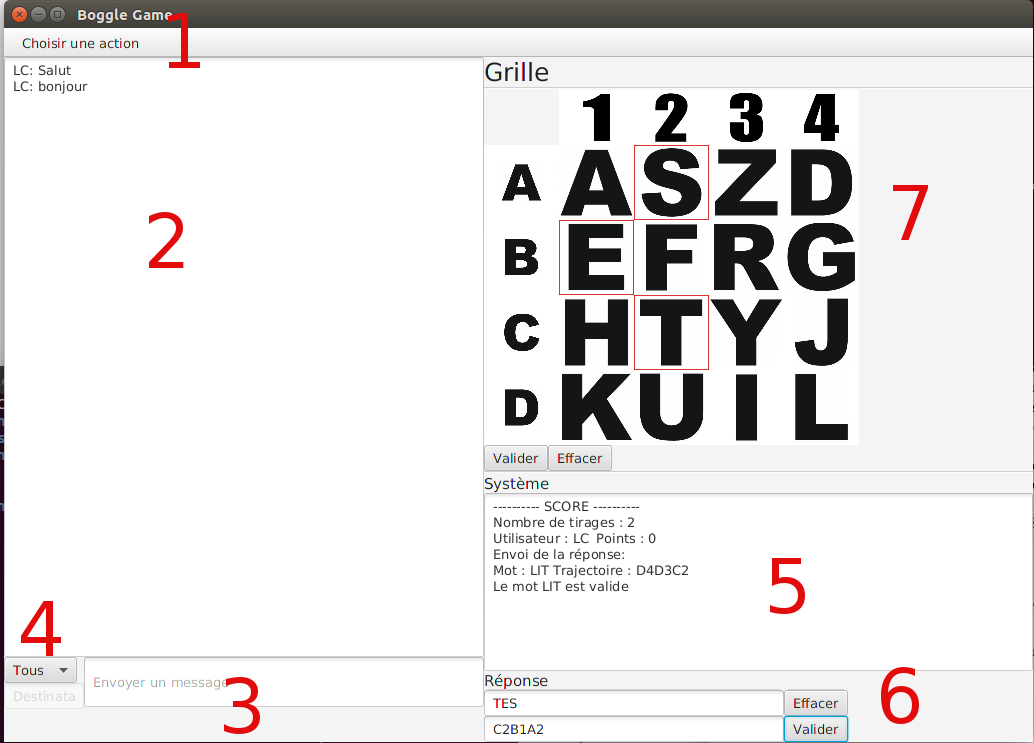 Boggle Game
1
Choisir une action
LC: Salut
LC: bonjour
2
4
Tous
Destinata
Envoyer un message
3
Grille
1 2 3 4
A A S Z D
B E F R G
C H T Y J
D K U I L
7
Valider Effacer
Système
---------- SCORE ----------
Nombre de tirages : 2
Utilisateur : LC Points : 0
Envoi de la réponse:
Mot : LIT Trajectoire : D4D3C2
Le mot LIT est valide
5
Réponse
TES Effacer
C2B1A2 Valider
6